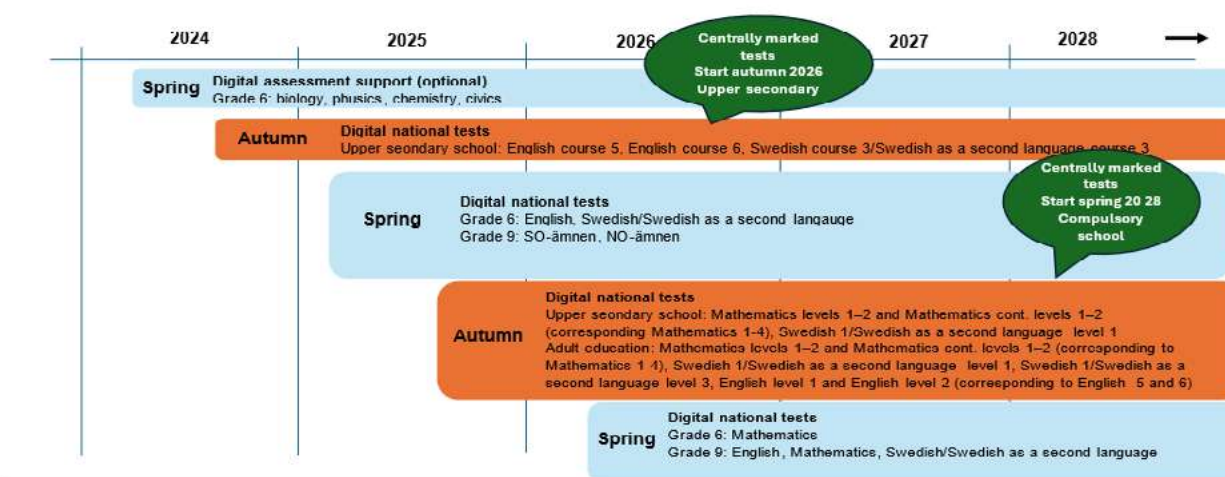 2024
2025
2026
2027
2028
Centrally marked
tests
Start autumn 2026
Upper secondary
Spring
Digital assessment support (optional)
Grade 6: biology, phusics, chemistry, civics
Autumn
Digital national tests
Upper seondary school: English course 5, English course 6, Swedish course 3/Swedish as a second language course 3
Centrally marked
tests
Start spring 20 28
Compulsory
school
Spring
Digital national tests
Grade 6: English, Swedish/Swedish as a second langauge
Grade 9: SO-ämnen, NO-ämnen
Autumn
Digital national tests
Upper seondary school: Mathematics levels 1–2 and Mathematics cont. levels 1–2
(corresponding Mathematics 1-4), Swedish 1/Swedish as a second language level 1
Adult education: Mathematics levels 1–2 and Mathematics cont. levels 1–2 (corresponding to
Mathematics 1-4), Swedish 1/Swedish as a second language level 1, Swedish 1/Swedish as a
second language level 3, English level 1 and English level 2 (corresponding to English 5 and 6)
Spring
Digital national tests
Grade 6: Mathematics
Grade 9: English, Mathematics, Swedish/Swedish as a second language